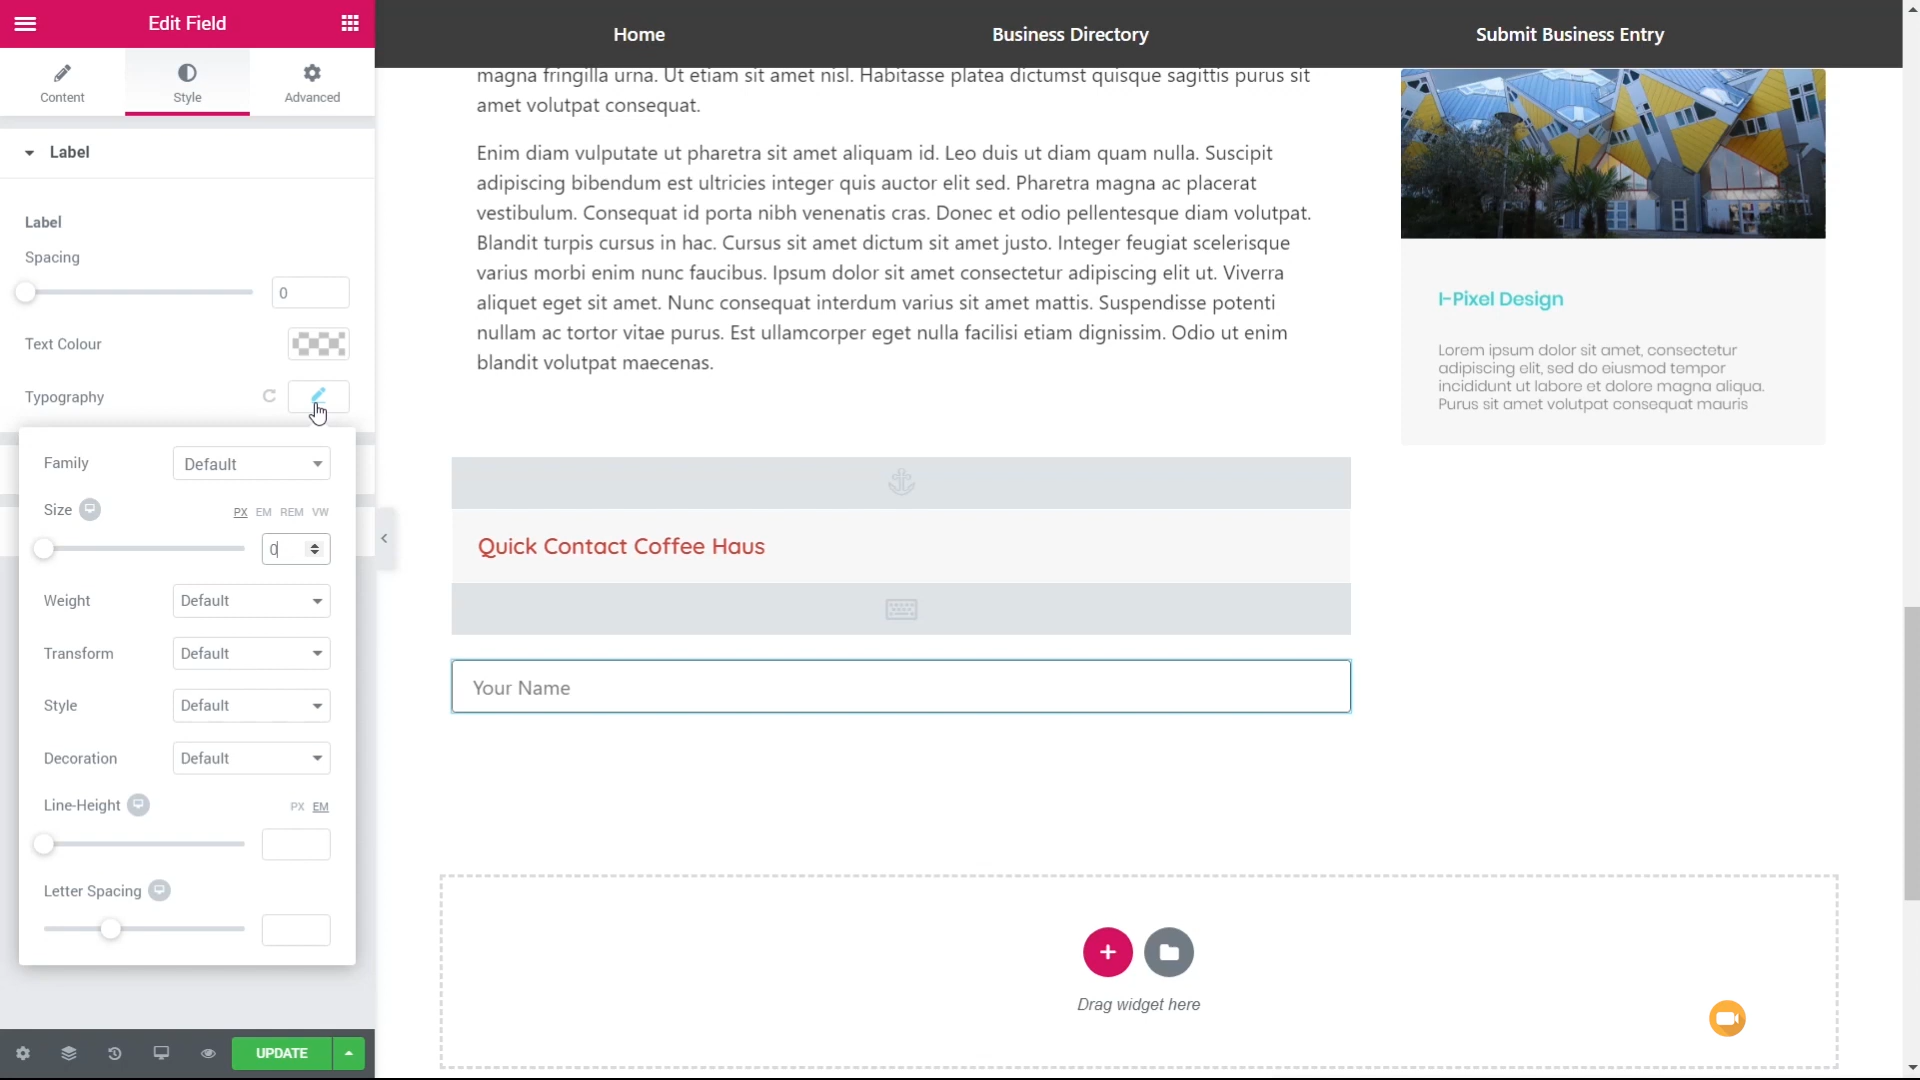 Edit Field
Content
Style
Advanced
Label
Label
Spacing
0
Text Colour
Typography
Family
Default
Size
PX EM REM VW
0
Weight
Default
Transform
Default
Style
Default
Decoration
Default
Line-Height
PX EM
Letter Spacing
UPDATE
Home
Business Directory
Submit Business Entry
magna fringilla urna. Ut etiam sit amet nisl. Habitasse platea dictumst quisque sagittis purus sit
amet volutpat consequat.
Enim diam vulputate ut pharetra sit amet aliquam id. Leo duis ut diam quam nulla. Suscipit
adipiscing bibendum est ultricies integer quis auctor elit sed. Pharetra magna ac placerat
vestibulum. Consequat id porta nibh venenatis cras. Donec et odio pellentesque diam volutpat.
Blandit turpis cursus in hac. Cursus sit amet dictum sit amet justo. Integer feugiat scelerisque
varius morbi enim nunc faucibus. Ipsum dolor sit amet consectetur adipiscing elit ut. Viverra
aliquet eget sit amet. Nunc consequat interdum varius sit amet mattis. Suspendisse potenti
nullam ac tortor vitae purus. Est ullamcorper eget nulla facilisi etiam dignissim. Odio ut enim
blandit volutpat maecenas.
Quick Contact Coffee Haus
Your Name
Drag widget here
I-Pixel Design
Lorem ipsum dolor sit amet, consectetur
adipiscing elit, sed do eiusmod tempor
incididunt ut labore et dolore magna aliqua.
Purus sit amet volutpat consequat mauris